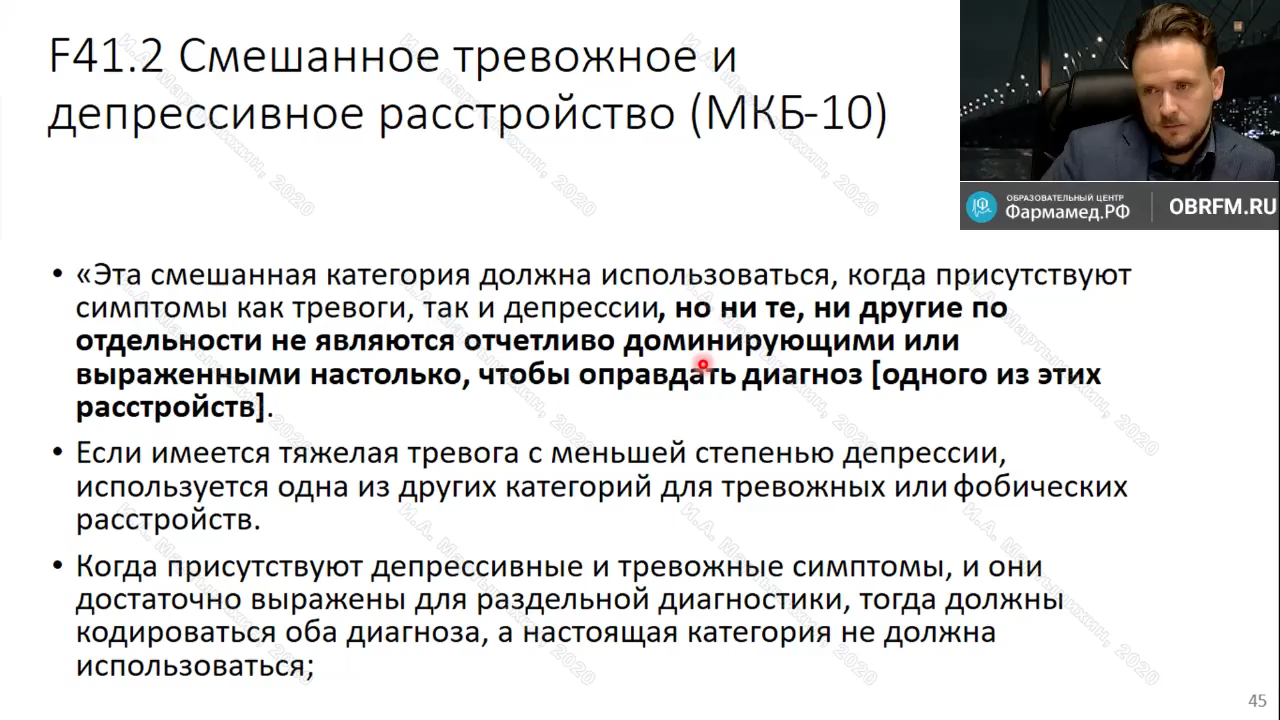 F41.2 Смешанное тревожное и
депрессивное расстройство (МКБ-10)
ОБРАЗОВАТЕЛЬНЫЙ ЦЕНТР
Фармамед.РФ
OBRFM.RU
• «Эта смешанная категория должна использоваться, когда присутствуют
симптомы как тревоги, так и депрессии, но ни те, ни другие по
отдельности не являются отчетливо доминирующими или
выраженными настолько, чтобы оправдать диагноз [одного из этих
расстройств].
• Если имеется тяжелая тревога с меньшей степенью депрессии,
используется одна из других категорий для тревожных или фобических
расстройств.
• Когда присутствуют депрессивные и тревожные симптомы, и они
достаточно выражены для раздельной диагностики, тогда должны
кодироваться оба диагноза, а настоящая категория не должна
использоваться;
45
И.А. Мартынихин, 2020